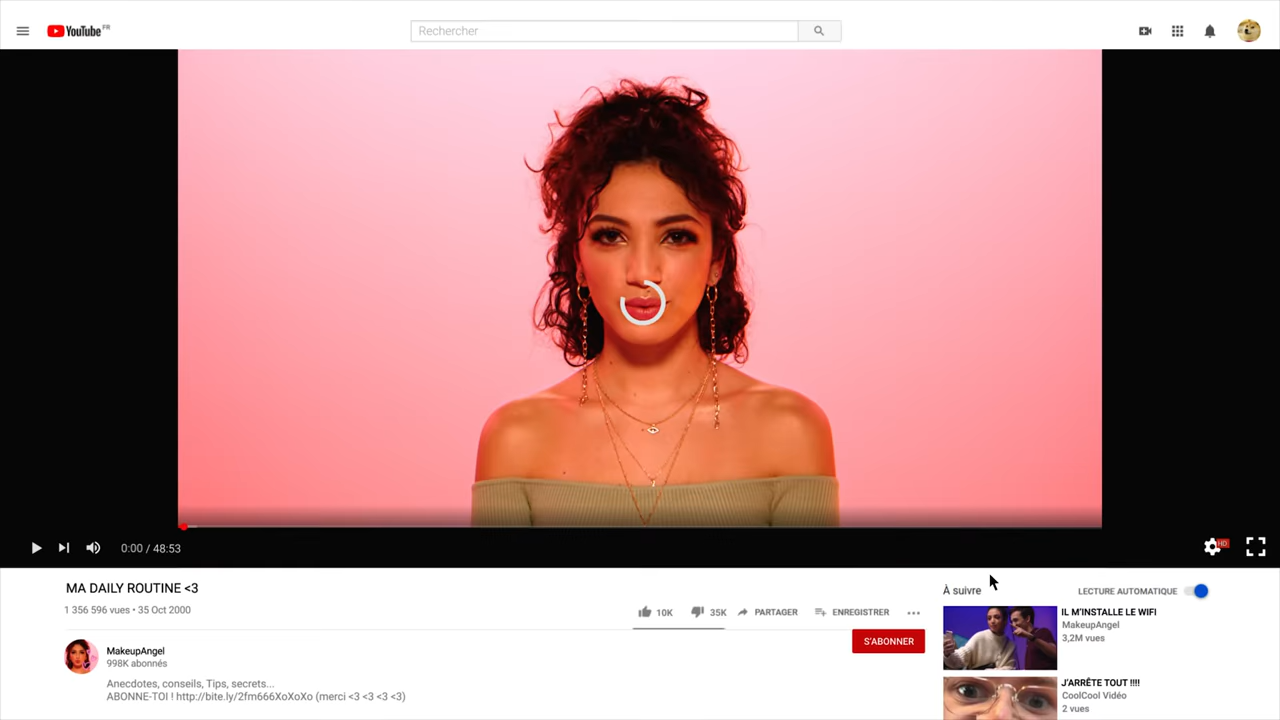 YouTube FR
Rechercher
0:00 / 48:53
HD
MA DAILY ROUTINE <3
1 356 596 vues • 35 Oct 2000
10K
35K
PARTAGER
ENREGISTRER
MakeupAngel
998K abonnés
S'ABONNER
Anecdotes, conseils, Tips, secrets...
ABONNE-TOI ! http://bite.ly/2fm666XoXoXo (merci <3 <3 <3 <3)
À suivre
LECTURE AUTOMATIQUE
IL M'INSTALLE LE WIFI
MakeupAngel
3,2M vues
J'ARRÊTE TOUT !!!!
CoolCool Vidéo
2 vues